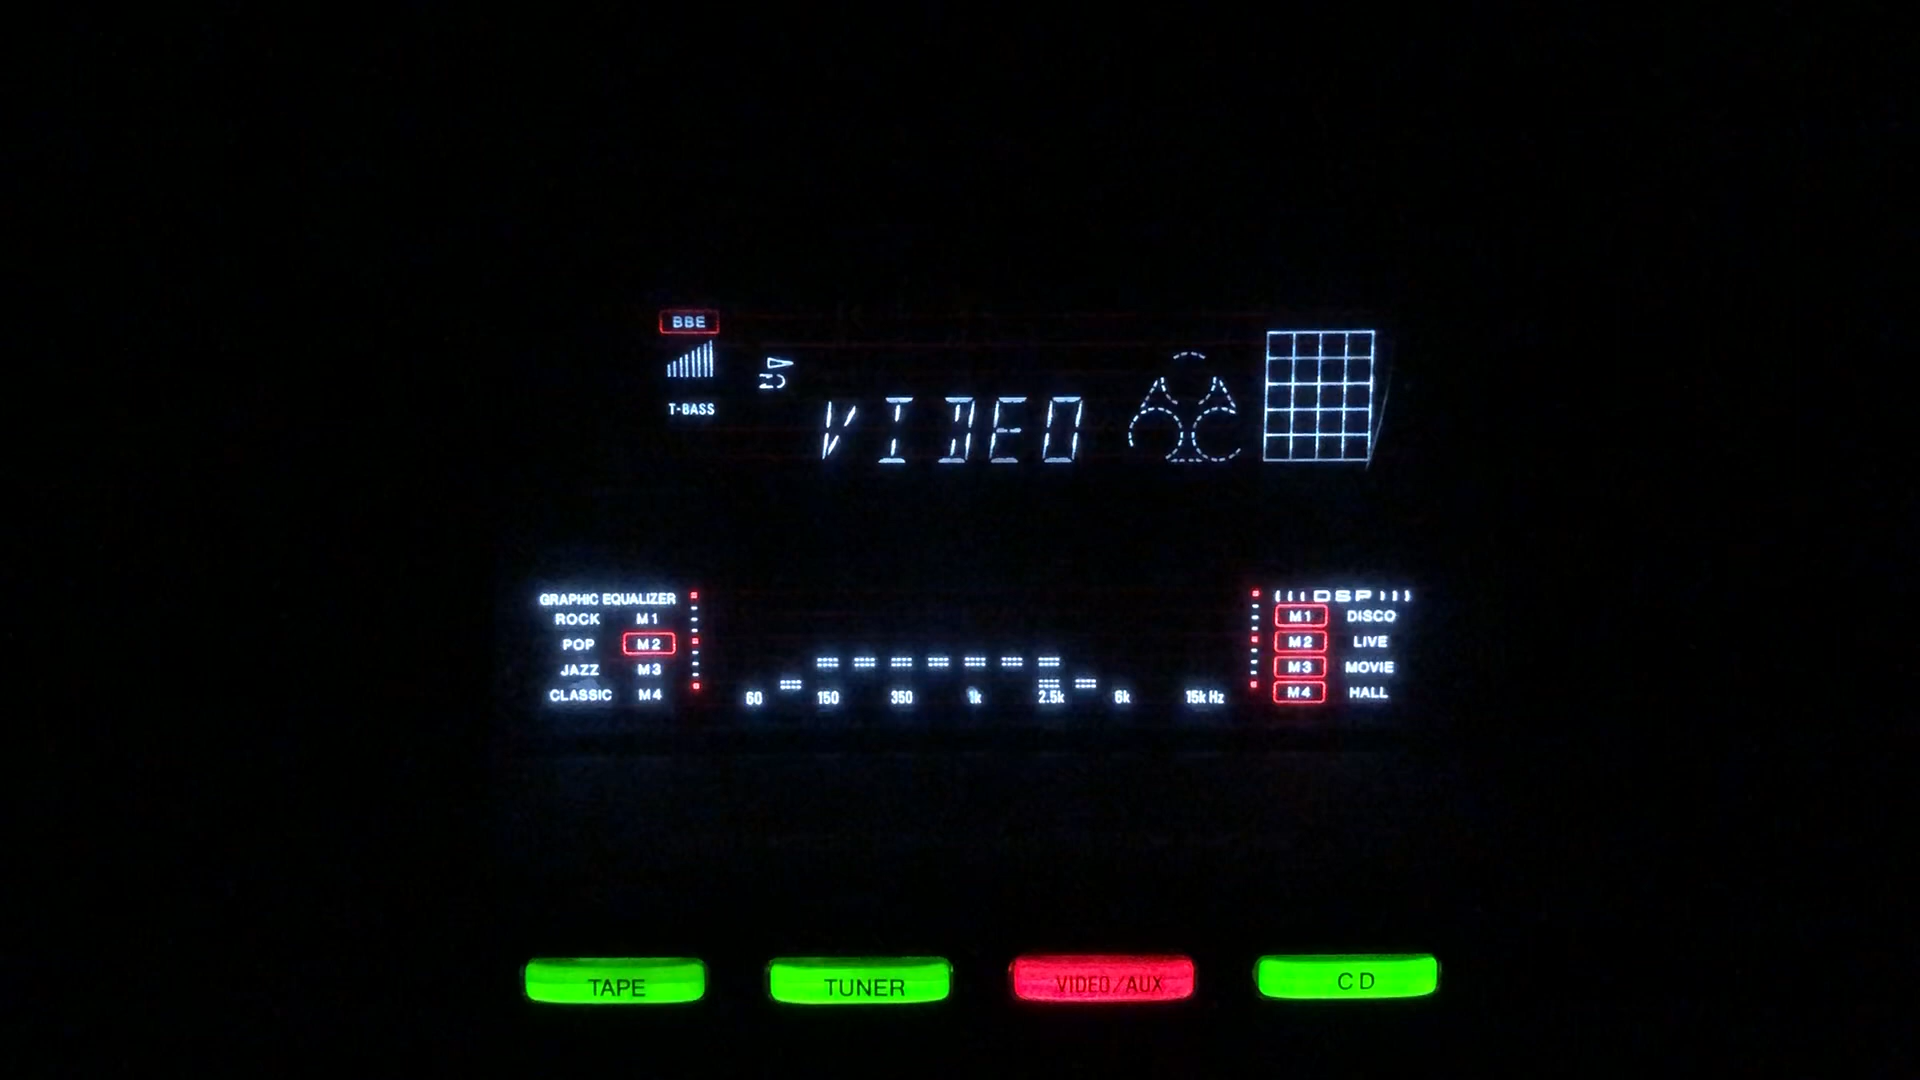 BBE
T-BASS
VIDEO
GRAPHIC EQUALIZER
ROCK M1
POP M2
JAZZ M3
CLASSIC M4
60 150 350 1k 2.5k 6k 15k Hz
DSP
M1 DISCO
M2 LIVE
M3 MOVIE
M4 HALL
TAPE TUNER VIDEO/AUX CD